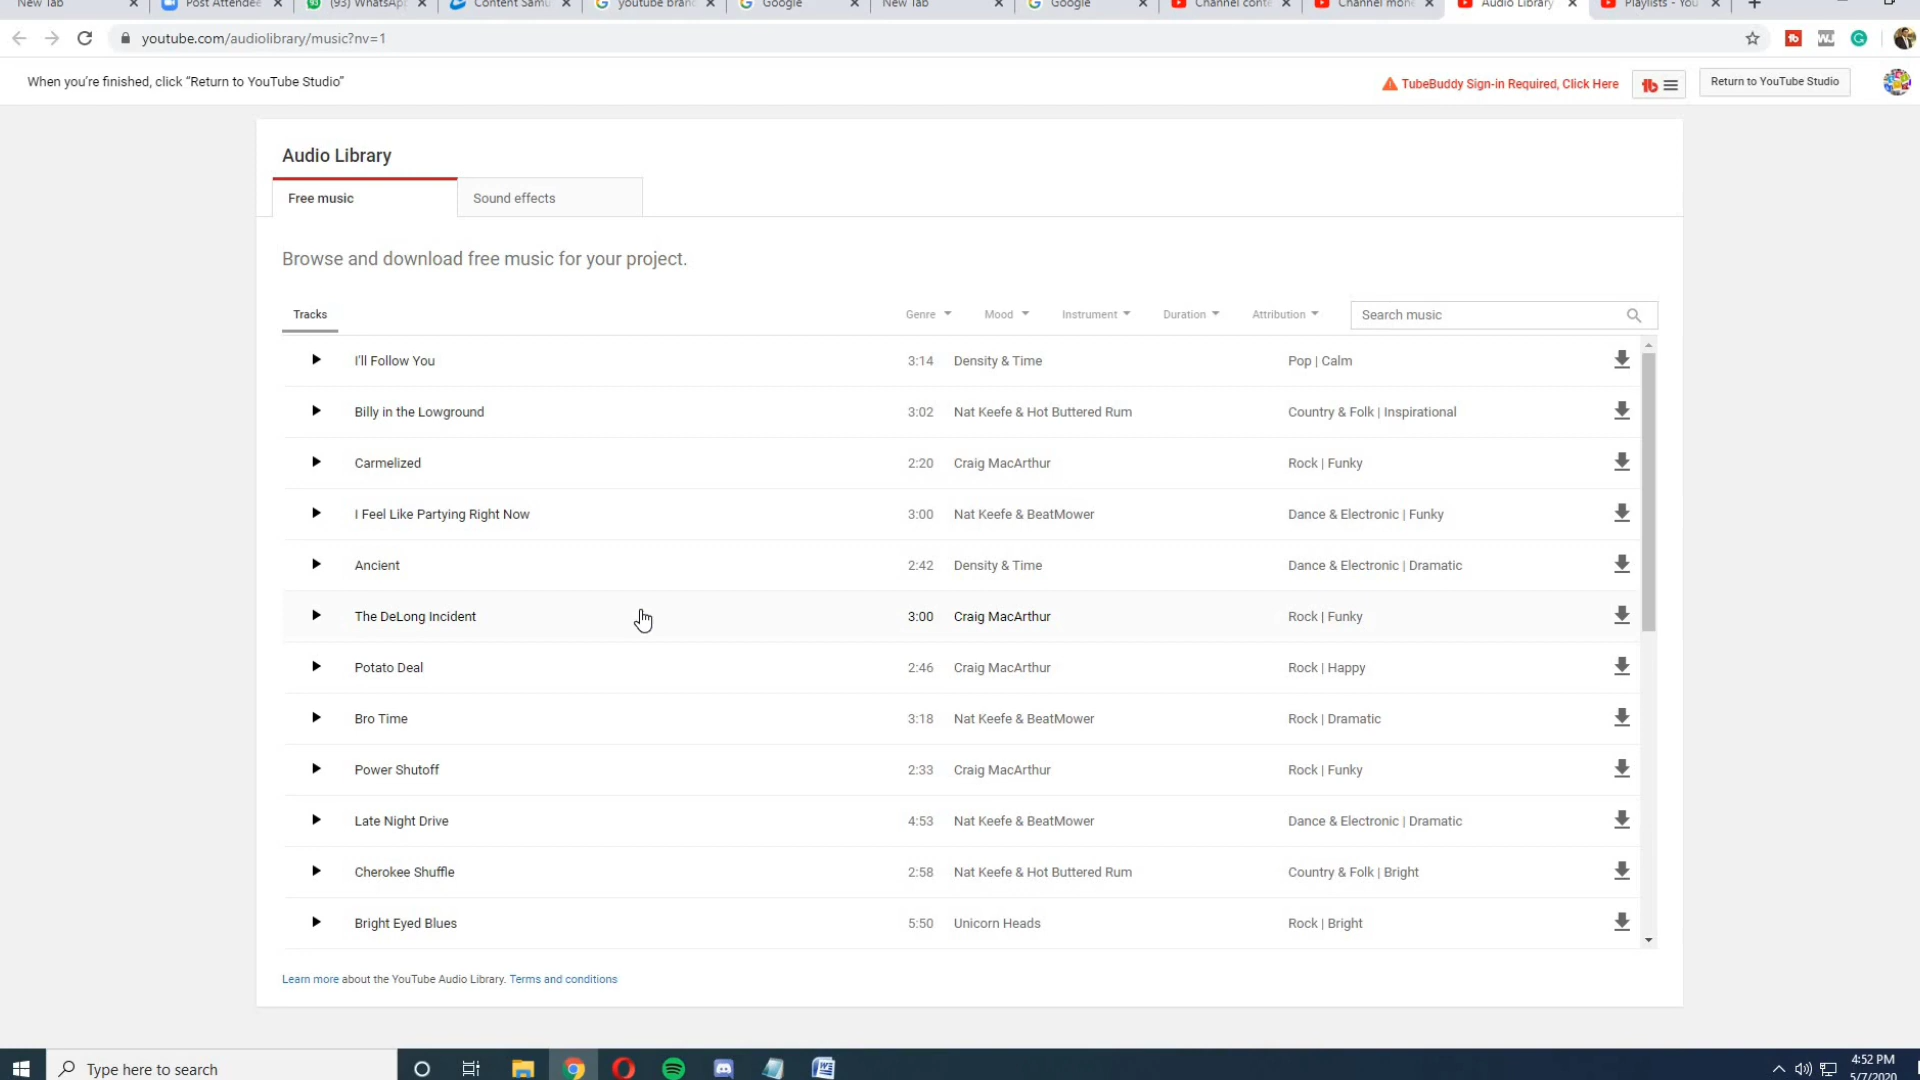 New Tab
Post Attendee
(93) WhatsAp
Content Samu
youtube bran
Google
New Tab
Google
Channel conte
Channel mone
Audio Library
Playlists - You
youtube.com/audiolibrary/music?nv=1
When you're finished, click "Return to YouTube Studio"
TubeBuddy Sign-in Required, Click Here
Return to YouTube Studio
Audio Library
Free music
Sound effects
Browse and download free music for your project.
Tracks
Genre
Mood
Instrument
Duration
Attribution
Search music
I'll Follow You 3:14 Density & Time Pop | Calm
Billy in the Lowground 3:02 Nat Keefe & Hot Buttered Rum Country & Folk | Inspirational
Carmelized 2:20 Craig MacArthur Rock | Funky
I Feel Like Partying Right Now 3:00 Nat Keefe & BeatMower Dance & Electronic | Funky
Ancient 2:42 Density & Time Dance & Electronic | Dramatic
The DeLong Incident 3:00 Craig MacArthur Rock | Funky
Potato Deal 2:46 Craig MacArthur Rock | Happy
Bro Time 3:18 Nat Keefe & BeatMower Rock | Dramatic
Power Shutoff 2:33 Craig MacArthur Rock | Funky
Late Night Drive 4:53 Nat Keefe & BeatMower Dance & Electronic | Dramatic
Cherokee Shuffle 2:58 Nat Keefe & Hot Buttered Rum Country & Folk | Bright
Bright Eyed Blues 5:50 Unicorn Heads Rock | Bright
Learn more about the YouTube Audio Library. Terms and conditions
Type here to search
4:52 PM
5/7/2020